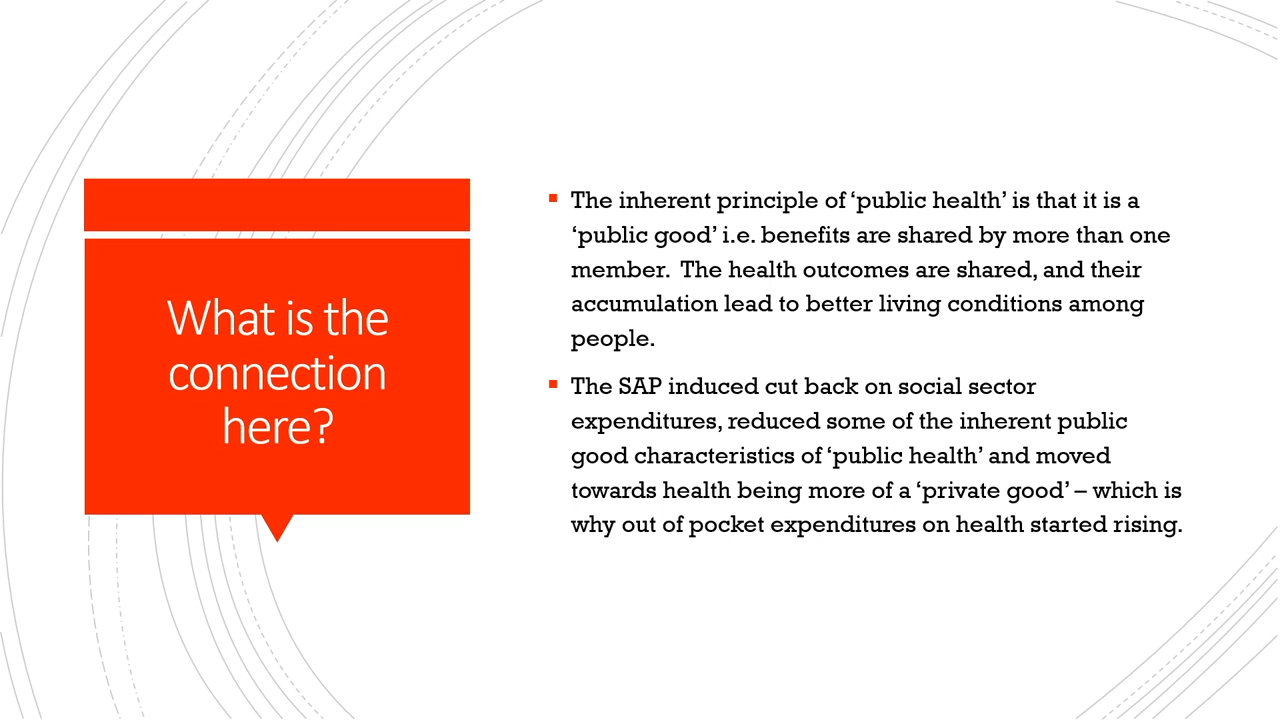 What is the
connection
here?
▪ The inherent principle of ‘public health’ is that it is a
‘public good’ i.e. benefits are shared by more than one
member.  The health outcomes are shared, and their
accumulation lead to better living conditions among
people.
▪ The SAP induced cut back on social sector
expenditures, reduced some of the inherent public
good characteristics of ‘public health’ and moved
towards health being more of a ‘private good’ – which is
why out of pocket expenditures on health started rising.